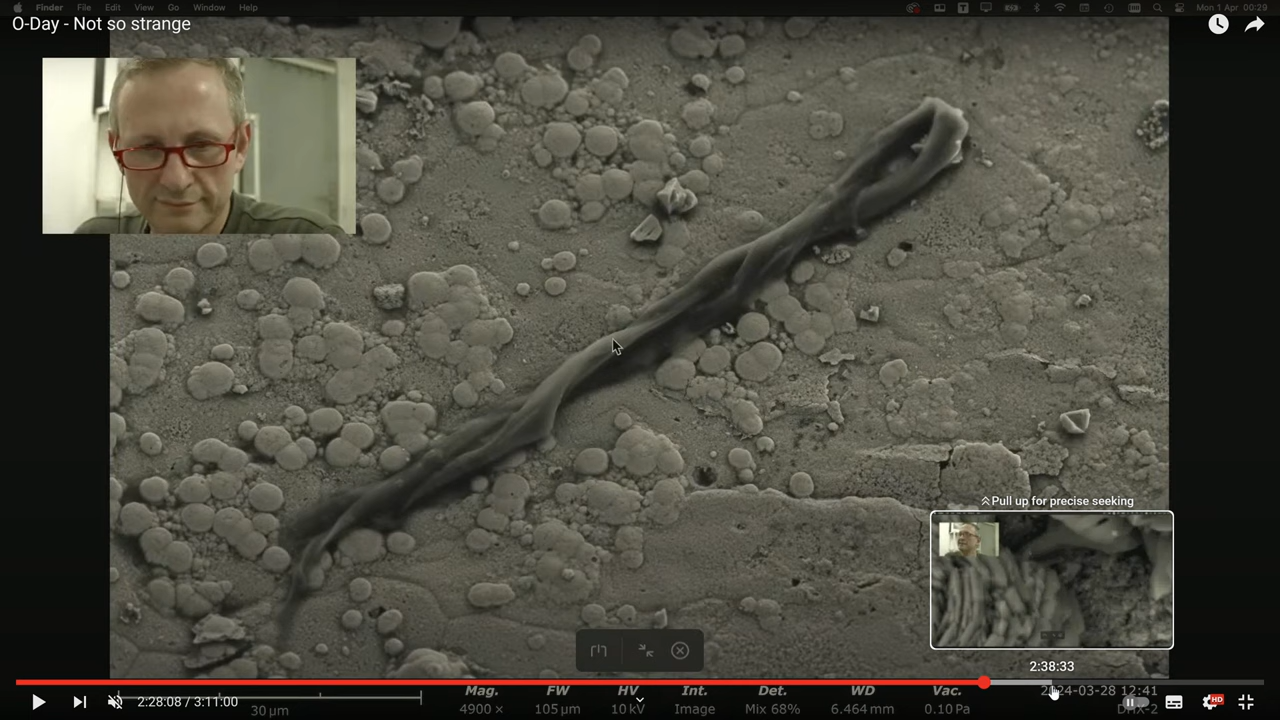 Finder File Edit View Go Window Help Mon 1 Apr 00:29
O-Day - Not so strange
Pull up for precise seeking
2:38:33
2:28:08 / 3:11:00
30 µm
Mag. FW HV Int. Det. WD Vac. 2024-03-28 12:41
4900 × 105 µm 10 kV Image Mix 68% 6.464 mm 0.10 Pa
HD